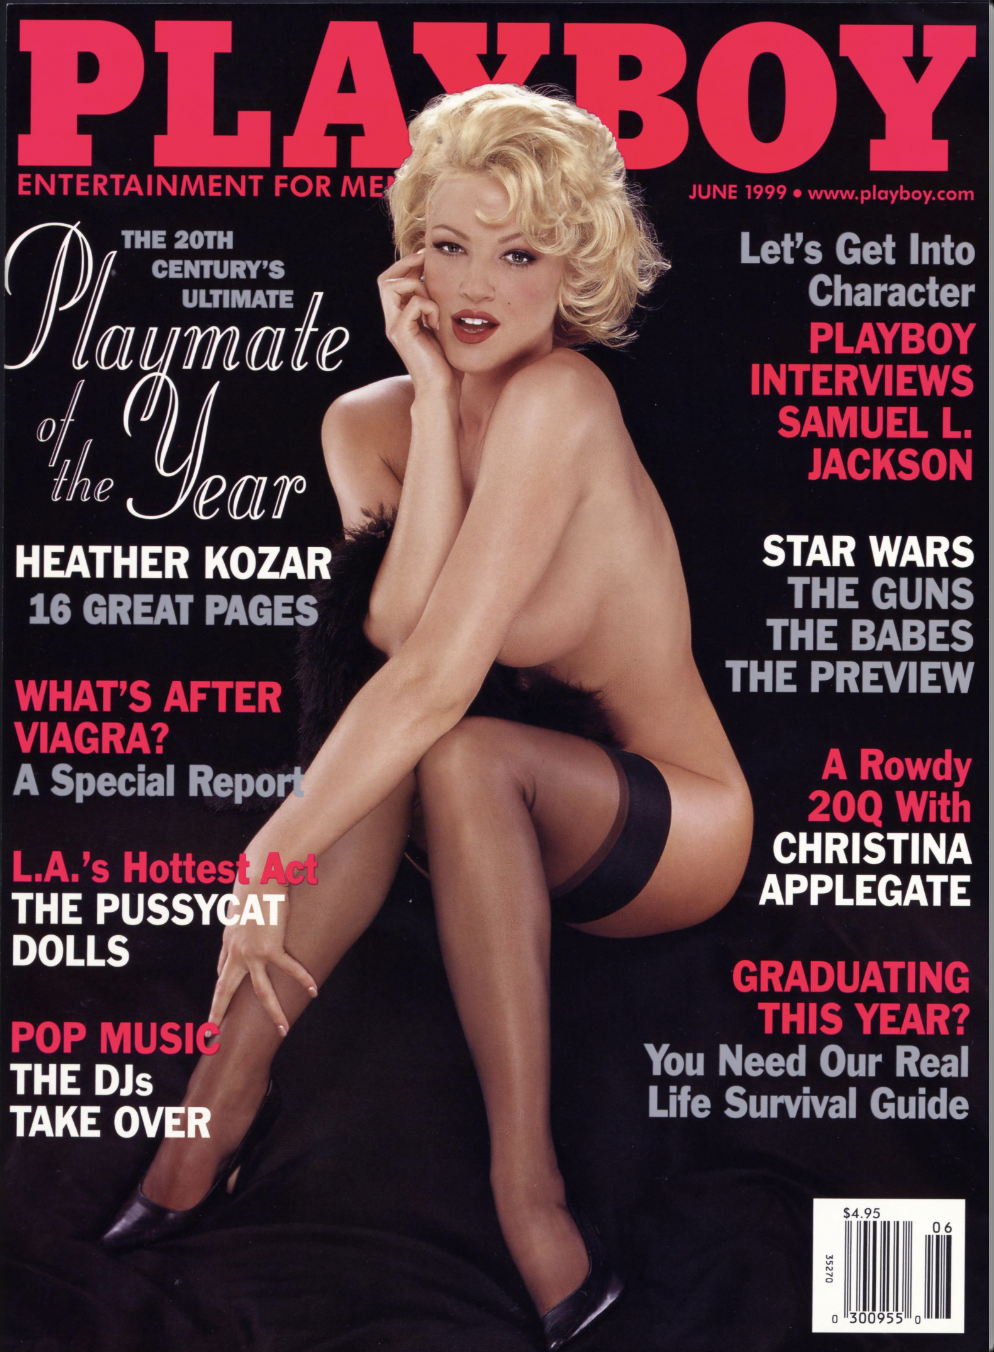 PLAYBOY
ENTERTAINMENT FOR MEN
JUNE 1999 • www.playboy.com
THE 20TH
CENTURY'S
ULTIMATE
Playmate
of
the Year
HEATHER KOZAR
16 GREAT PAGES
WHAT'S AFTER
VIAGRA?
A Special Report
L.A.'s Hottest Act
THE PUSSYCAT
DOLLS
POP MUSIC
THE DJs
TAKE OVER
Let's Get Into
Character
PLAYBOY
INTERVIEWS
SAMUEL L.
JACKSON
STAR WARS
THE GUNS
THE BABES
THE PREVIEW
A Rowdy
20Q With
CHRISTINA
APPLEGATE
GRADUATING
THIS YEAR?
You Need Our Real
Life Survival Guide
$4.95
06
35270
0 300955 0